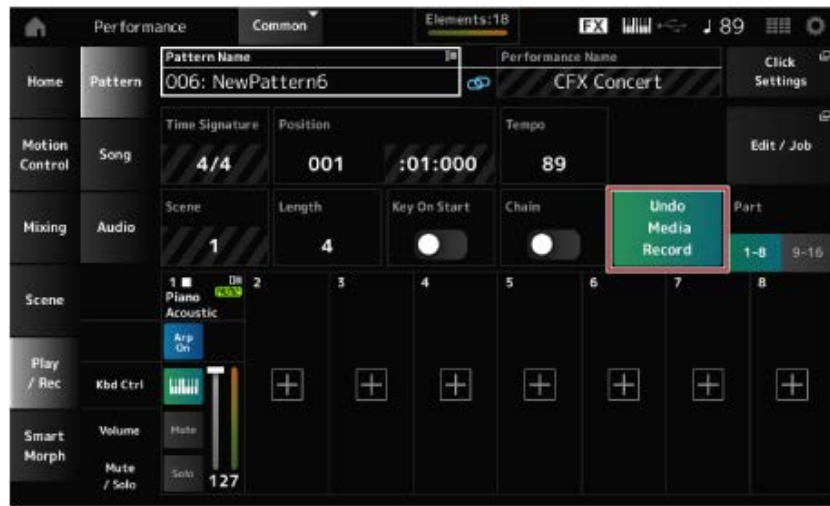 Performance
Common
Elements:18
FX
89
Home
Pattern
Pattern Name
006: NewPattern6
Performance Name
CFX Concert
Click
Settings
Motion
Control
Song
Time Signature
4/4
Position
001
:01:000
Tempo
89
Edit / Job
Mixing
Audio
Scene
1
Length
4
Key On Start
Chain
Undo
Media
Record
Part
1-8
9-16
Scene
1
2
3
4
5
6
7
8
Piano
Acoustic
Arp
On
Play
/ Rec
Kbd Ctrl
Smart
Morph
Volume
Mute
Mute
/ Solo
Solo
127